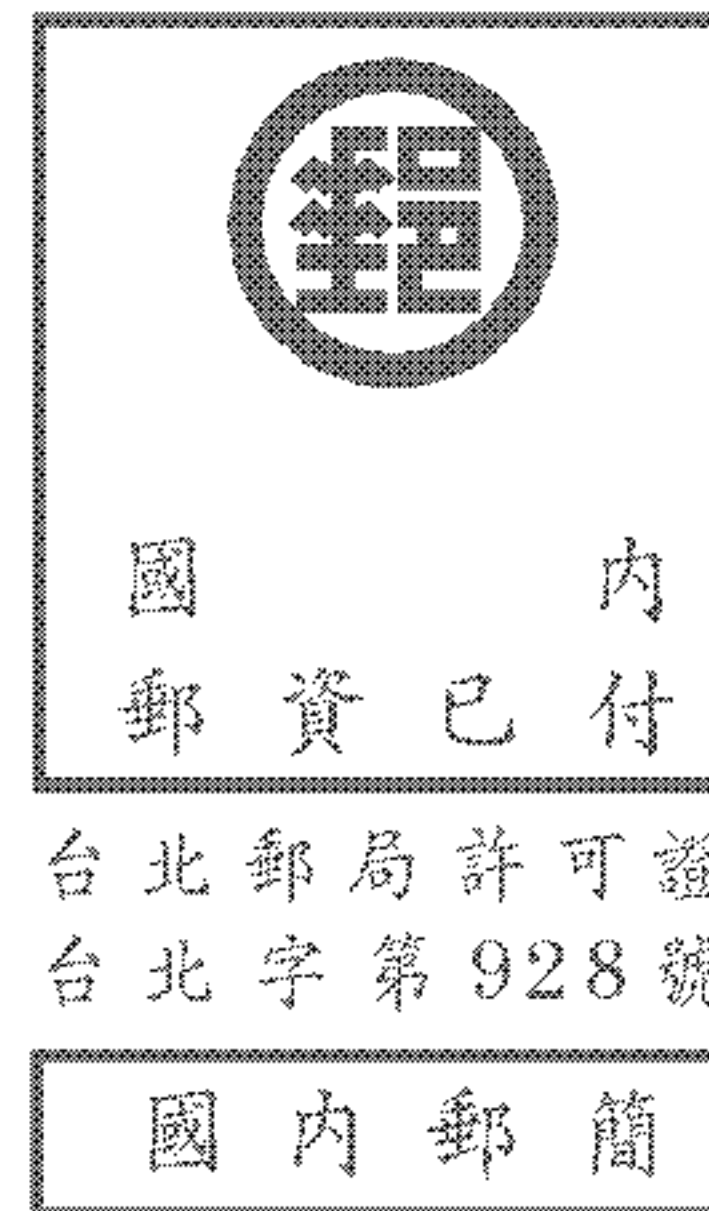 郵
國 內
郵 資 已 付
台 北 郵 局 許 可 證
台 北 字 第 928 號
國 內 郵 簡